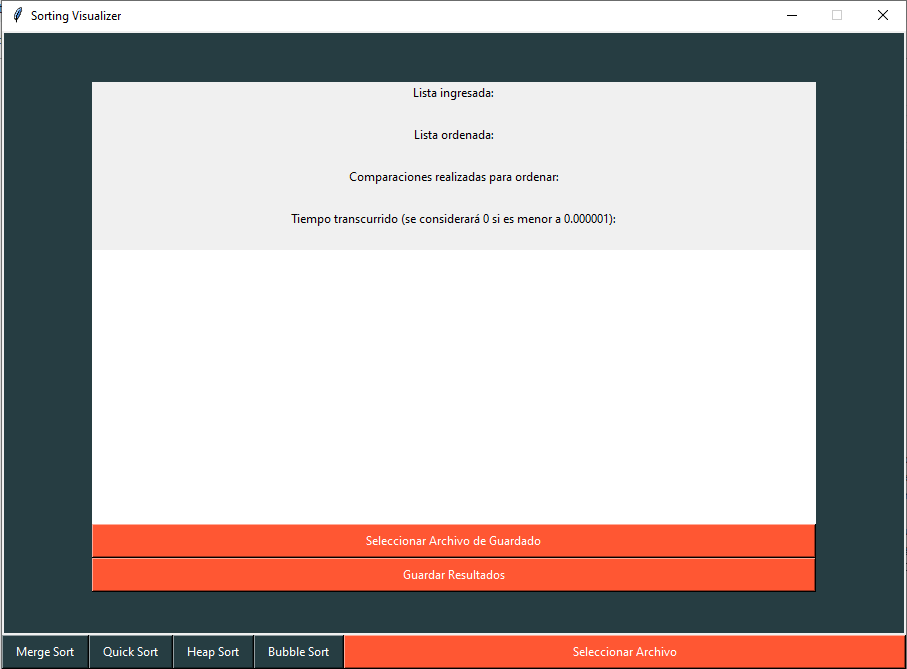 Sorting Visualizer
Lista ingresada:
Lista ordenada:
Comparaciones realizadas para ordenar:
Tiempo transcurrido (se considerará 0 si es menor a 0.000001):
Seleccionar Archivo de Guardado
Guardar Resultados
Merge Sort Quick Sort Heap Sort Bubble Sort Seleccionar Archivo